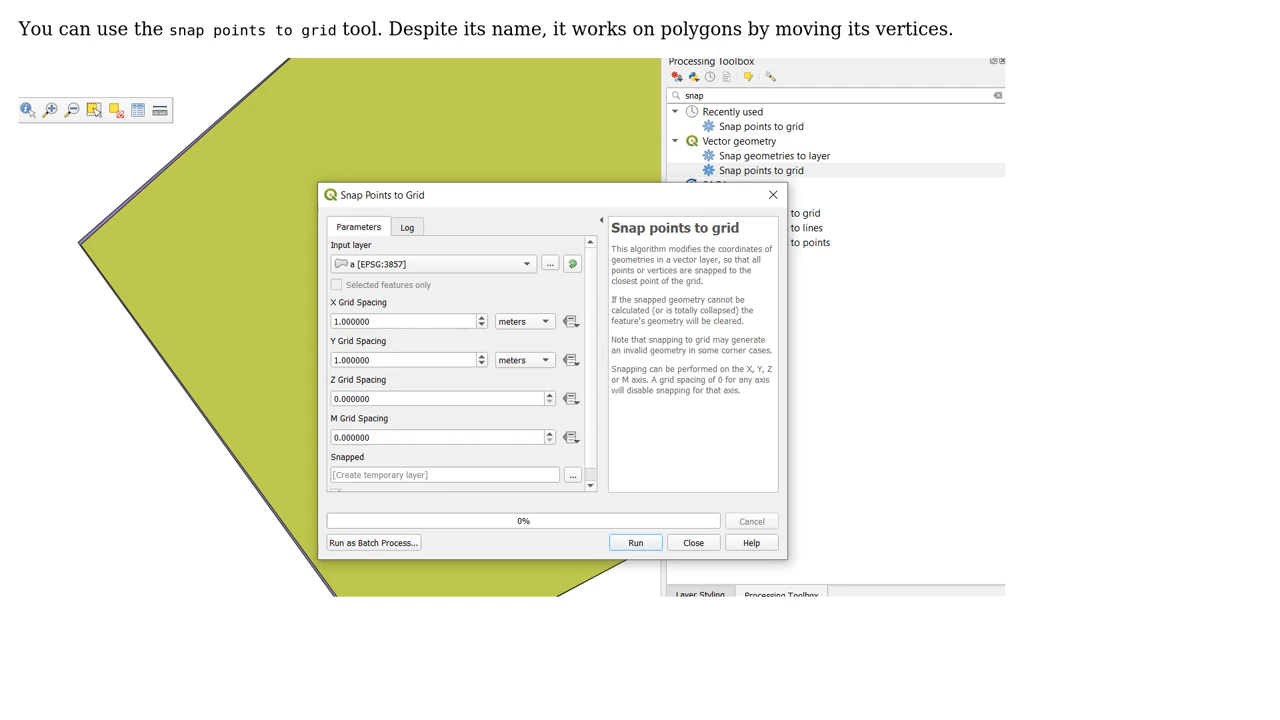 You can use the snap points to grid tool. Despite its name, it works on polygons by moving its vertices.
Processing Toolbox
snap
Recently used
Snap points to grid
Vector geometry
Snap geometries to layer
Snap points to grid
to grid
to lines
to points
Snap Points to Grid
Parameters
Log
Input layer
a [EPSG:3857]
...
Selected features only
X Grid Spacing
1.000000
meters
Y Grid Spacing
1.000000
meters
Z Grid Spacing
0.000000
M Grid Spacing
0.000000
Snapped
[Create temporary layer]
...
Snap points to grid
This algorithm modifies the coordinates of
geometries in a vector layer, so that all
points or vertices are snapped to the
closest point of the grid.
If the snapped geometry cannot be
calculated (or is totally collapsed) the
feature's geometry will be cleared.
Note that snapping to grid may generate
an invalid geometry in some corner cases.
Snapping can be performed on the X, Y, Z
or M axis. A grid spacing of 0 for any axis
will disable snapping for that axis.
0%
Cancel
Run as Batch Process...
Run
Close
Help
Layer Styling
Processing Toolbox